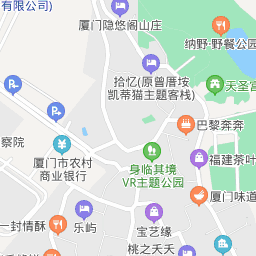 有限公司)
厦门隐悠阁山庄
纳野·野餐公园
拾忆(原曾厝垵
凯蒂猫主题客栈)
天圣宫
巴黎奔奔
察院
厦门市农村
商业银行
身临其境
VR主题公园
福建茶叶
厦门味道
一封情酥
乐屿
宝艺缘
桃之夭夭